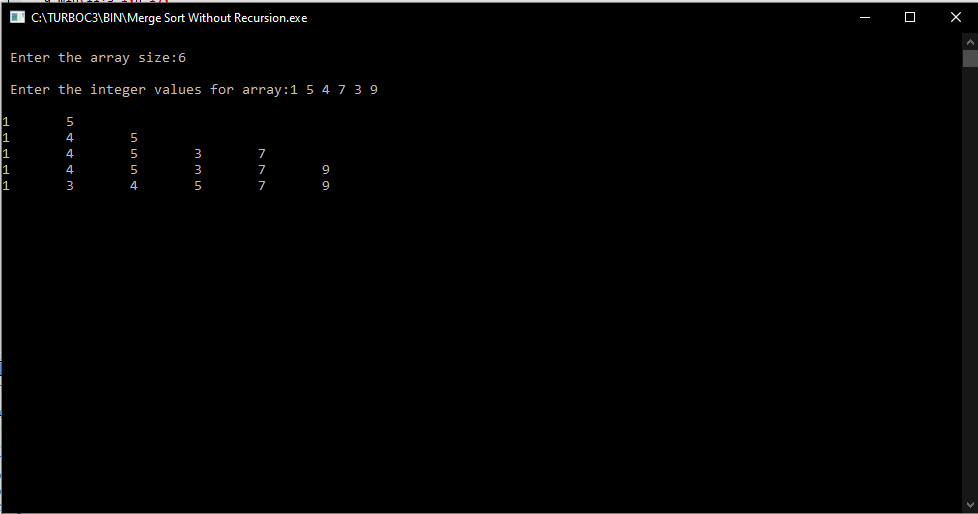 C:\TURBOC3\BIN\Merge Sort Without Recursion.exe
Enter the array size:6
Enter the integer values for array:1 5 4 7 3 9
1 5
1 4 5
1 4 5 3 7
1 4 5 3 7 9
1 3 4 5 7 9